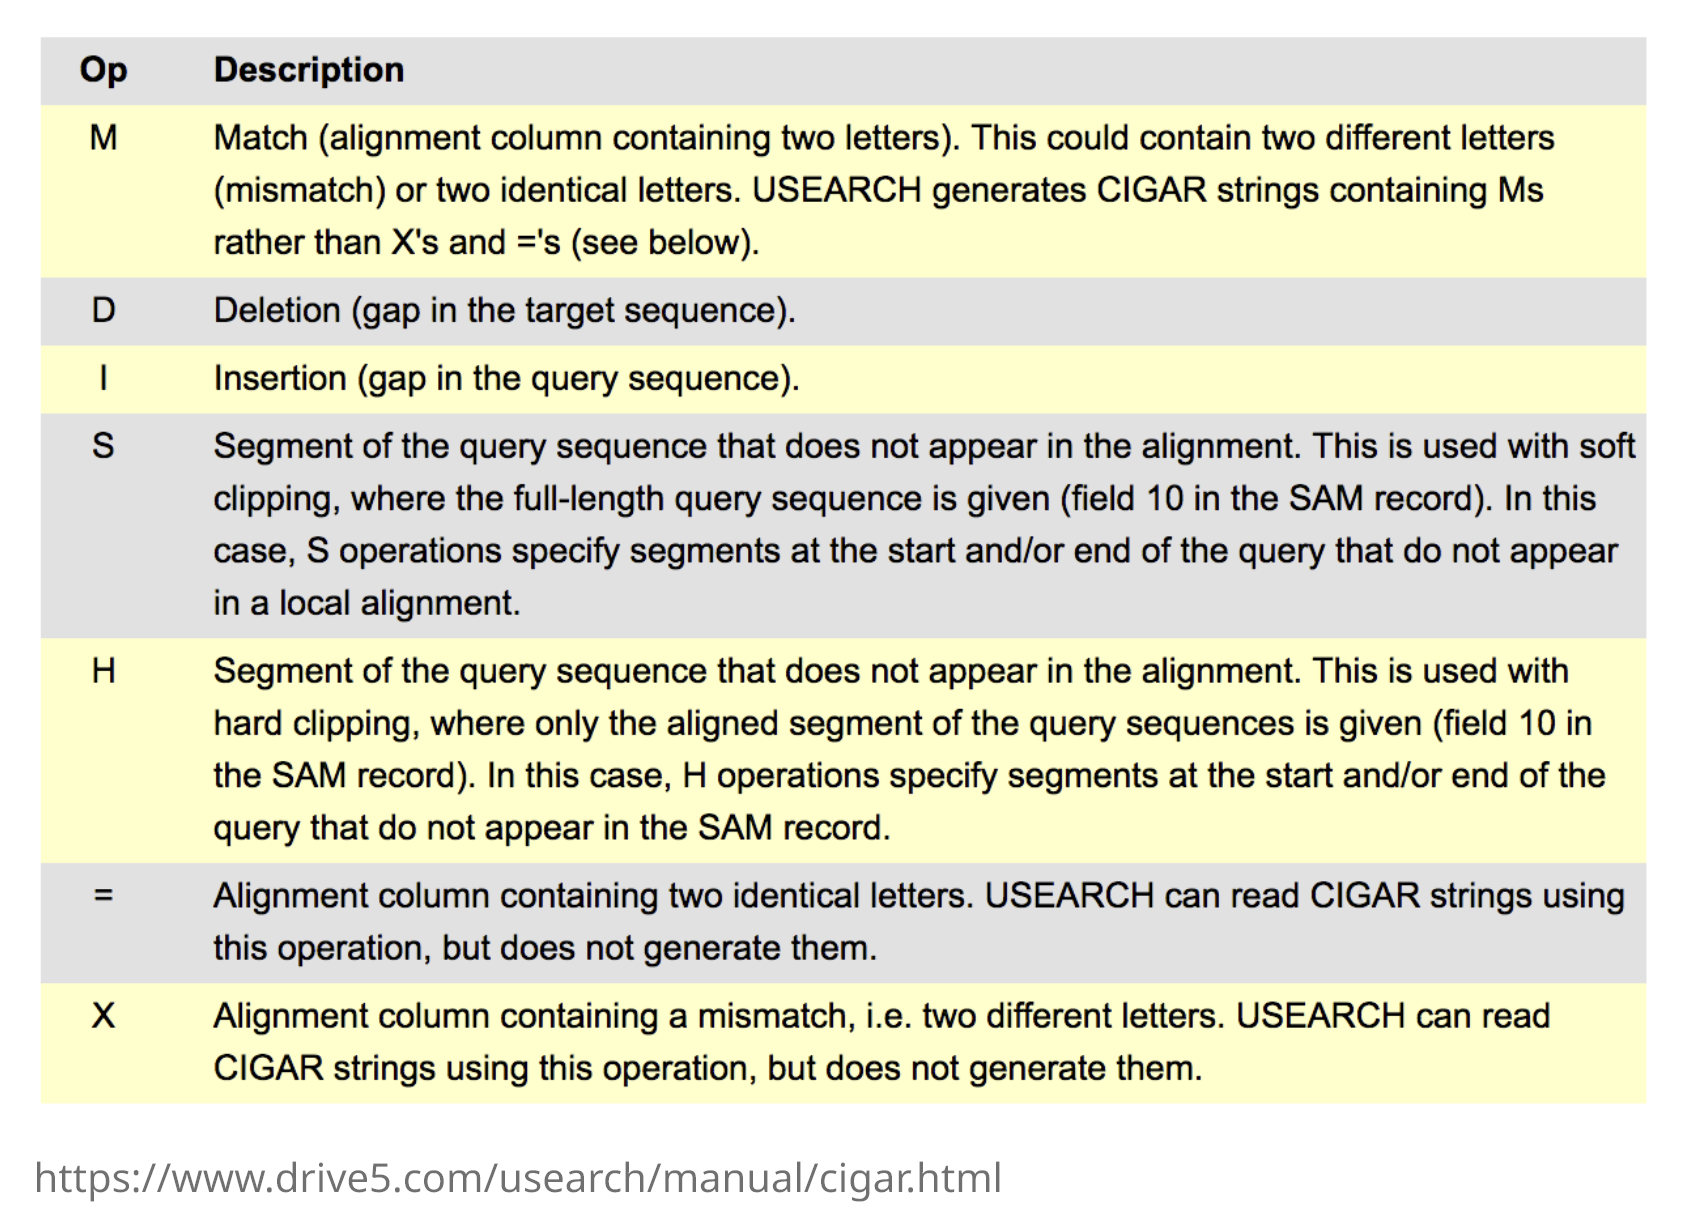 Op Description
M Match (alignment column containing two letters). This could contain two different letters
(mismatch) or two identical letters. USEARCH generates CIGAR strings containing Ms
rather than X's and ='s (see below).
D Deletion (gap in the target sequence).
I Insertion (gap in the query sequence).
S Segment of the query sequence that does not appear in the alignment. This is used with soft
clipping, where the full-length query sequence is given (field 10 in the SAM record). In this
case, S operations specify segments at the start and/or end of the query that do not appear
in a local alignment.
H Segment of the query sequence that does not appear in the alignment. This is used with
hard clipping, where only the aligned segment of the query sequences is given (field 10 in
the SAM record). In this case, H operations specify segments at the start and/or end of the
query that do not appear in the SAM record.
= Alignment column containing two identical letters. USEARCH can read CIGAR strings using
this operation, but does not generate them.
X Alignment column containing a mismatch, i.e. two different letters. USEARCH can read
CIGAR strings using this operation, but does not generate them.
https://www.drive5.com/usearch/manual/cigar.html